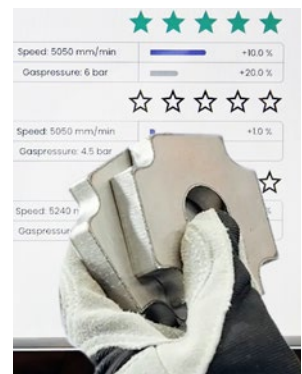 Speed: 5050 mm/min +10.0 %
Gaspressure: 6 bar +20.0 %
Speed: 5050 mm/min +1.0 %
Gaspressure: 4.5 bar
Speed: 5240 %
Gaspressure